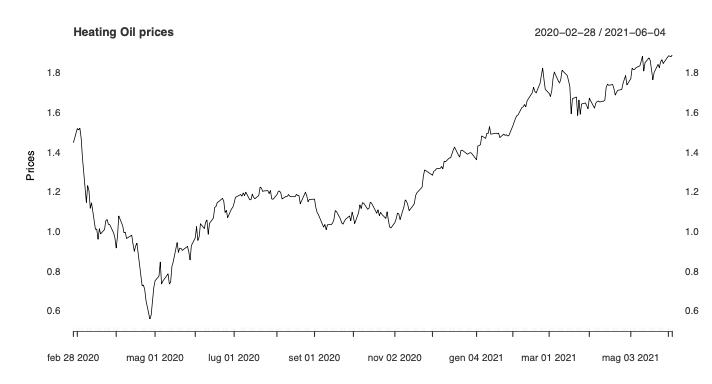 Heating Oil prices 2020−02−28 / 2021−06−04
1.8 1.8
1.6 1.6
1.4 1.4
Prices
1.2 1.2
1.0 1.0
0.8 0.8
0.6 0.6
feb 28 2020 mag 01 2020 lug 01 2020 set 01 2020 nov 02 2020 gen 04 2021 mar 01 2021 mag 03 2021